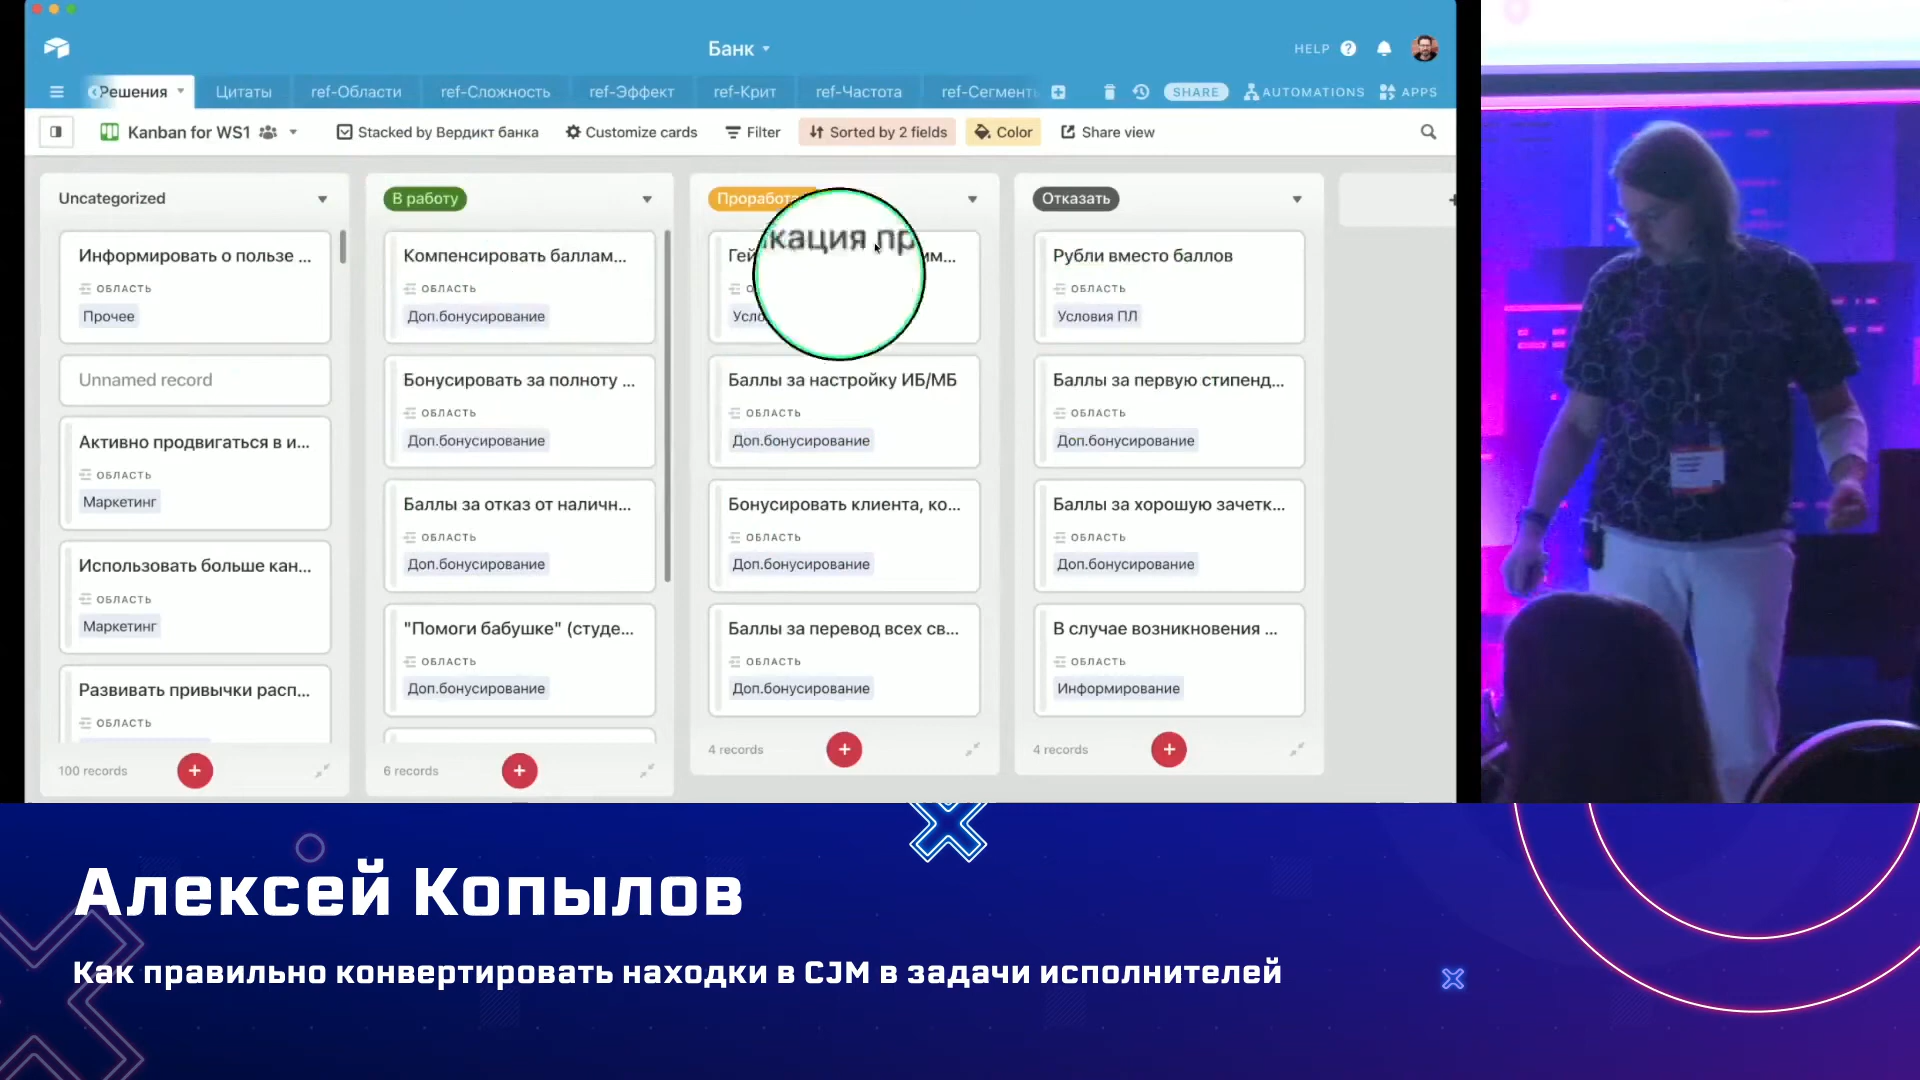 Банк
HELP
Решения
Цитаты
ref-Области
ref-Сложность
ref-Эффект
ref-Крит
ref-Частота
ref-Сегмент
SHARE
AUTOMATIONS
APPS
Kanban for WS1
Stacked by Вердикт банка
Customize cards
Filter
Sorted by 2 fields
Color
Share view
Uncategorized
Информировать о пользе ...
ОБЛАСТЬ
Прочее
Unnamed record
Активно продвигаться в и...
ОБЛАСТЬ
Маркетинг
Использовать больше кан...
ОБЛАСТЬ
Маркетинг
Развивать привычки расп...
ОБЛАСТЬ
100 records
В работу
Компенсировать баллам...
ОБЛАСТЬ
Доп.бонусирование
Бонусировать за полноту ...
ОБЛАСТЬ
Доп.бонусирование
Баллы за отказ от наличн...
ОБЛАСТЬ
Доп.бонусирование
"Помоги бабушке" (студе...
ОБЛАСТЬ
Доп.бонусирование
6 records
Проработа
Гей
кация пр
им...
Усло
Баллы за настройку ИБ/МБ
ОБЛАСТЬ
Доп.бонусирование
Бонусировать клиента, ко...
ОБЛАСТЬ
Доп.бонусирование
Баллы за перевод всех св...
ОБЛАСТЬ
Доп.бонусирование
4 records
Отказать
Рубли вместо баллов
ОБЛАСТЬ
Условия ПЛ
Баллы за первую стипенд...
ОБЛАСТЬ
Доп.бонусирование
Баллы за хорошую зачетк...
ОБЛАСТЬ
Доп.бонусирование
В случае возникновения ...
ОБЛАСТЬ
Информирование
4 records
Алексей Копылов
Как правильно конвертировать находки в CJM в задачи исполнителей